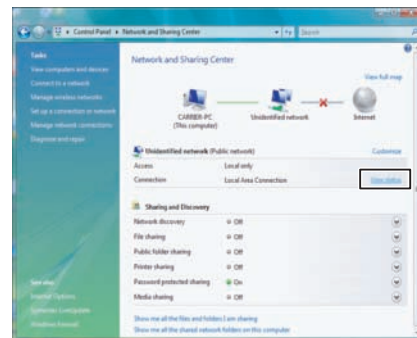 Control Panel ▸ Network and Sharing Center
Search
Tasks
View computers and devices
Connect to a network
Manage wireless networks
Set up a connection or network
Manage network connections
Diagnose and repair
See also
Internet Options
Windows Firewall
Network and Sharing Center
View full map
CARRIER-PC
(This computer)
Unidentified network
Internet
Unidentified network (Public network)
Customize
Access
Local only
Connection
Local Area Connection
View status
Sharing and Discovery
Network discovery
Off
File sharing
Off
Public folder sharing
Off
Printer sharing
Off
Password protected sharing
On
Media sharing
Off
Show me all the files and folders I am sharing
Show me all the shared network folders on this computer